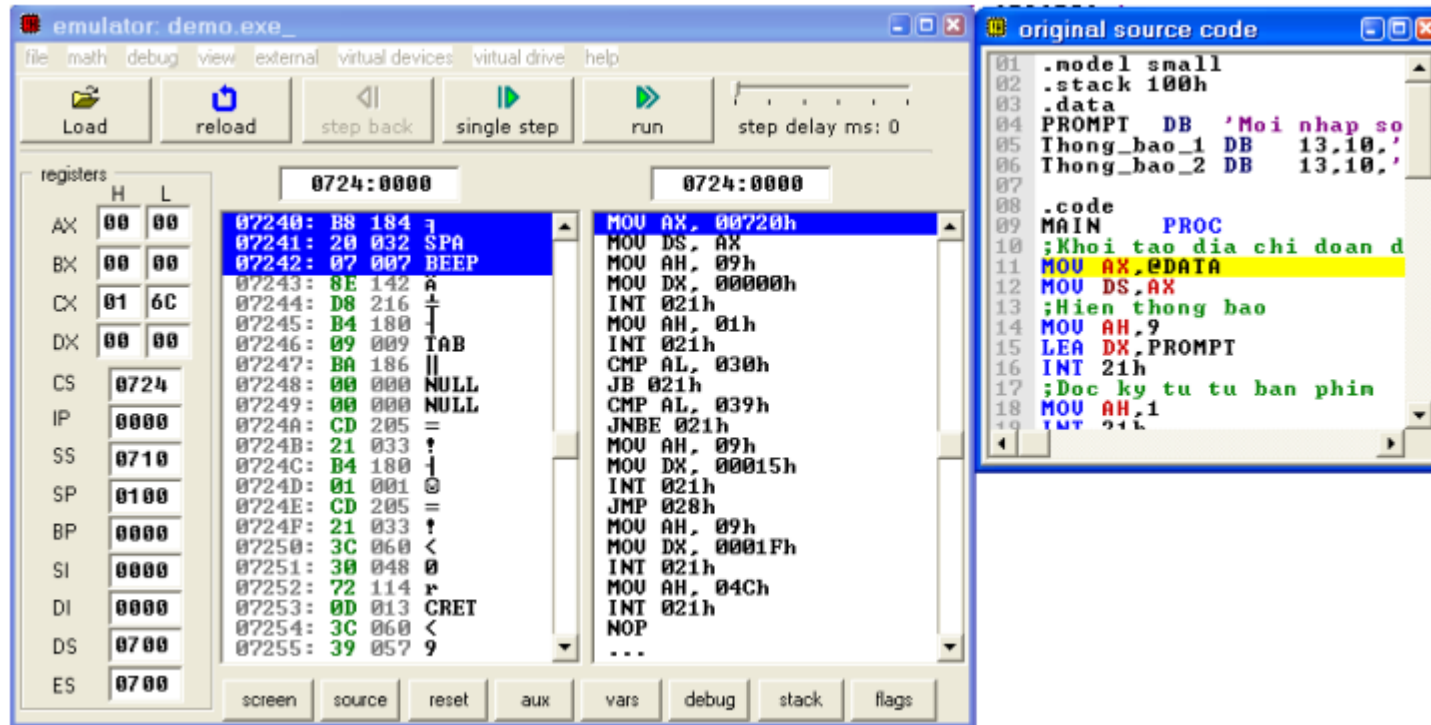 emulator: demo.exe_
file math debug view external virtual devices virtual drive help
Load reload step back single step run step delay ms: 0
registers
H L
AX 00 00
BX 00 00
CX 01 6C
DX 00 00
CS 0724
IP 0000
SS 0710
SP 0100
BP 0000
SI 0000
DI 0000
DS 0700
ES 0700
0724:0000
07240: B8 184 ╕
07241: 20 032 SPA
07242: 07 007 BEEP
07243: 8E 142 Ä
07244: D8 216 ╪
07245: B4 180 ┤
07246: 09 009 TAB
07247: BA 186 ║
07248: 00 000 NULL
07249: 00 000 NULL
0724A: CD 205 =
0724B: 21 033 !
0724C: B4 180 ┤
0724D: 01 001 ☺
0724E: CD 205 =
0724F: 21 033 !
07250: 3C 060 <
07251: 30 048 0
07252: 72 114 r
07253: 0D 013 CRET
07254: 3C 060 <
07255: 39 057 9
0724:0000
MOV AX, 00720h
MOV DS, AX
MOV AH, 09h
MOV DX, 00000h
INT 021h
MOV AH, 01h
INT 021h
CMP AL, 030h
JB 021h
CMP AL, 039h
JNBE 021h
MOV AH, 09h
MOV DX, 00015h
INT 021h
JMP 028h
MOV AH, 09h
MOV DX, 0001Fh
INT 021h
MOV AH, 04Ch
INT 021h
NOP
...
screen source reset aux vars debug stack flags
original source code
01 .model small
02 .stack 100h
03 .data
04 PROMPT DB 'Moi nhap so
05 Thong_bao_1 DB 13,10,'
06 Thong_bao_2 DB 13,10,'
07
08 .code
09 MAIN PROC
10 ;Khoi tao dia chi doan d
11 MOV AX,@DATA
12 MOV DS,AX
13 ;Hien thong bao
14 MOV AH,9
15 LEA DX,PROMPT
16 INT 21h
17 ;Doc ky tu tu ban phim
18 MOV AH,1
19 INT 21h